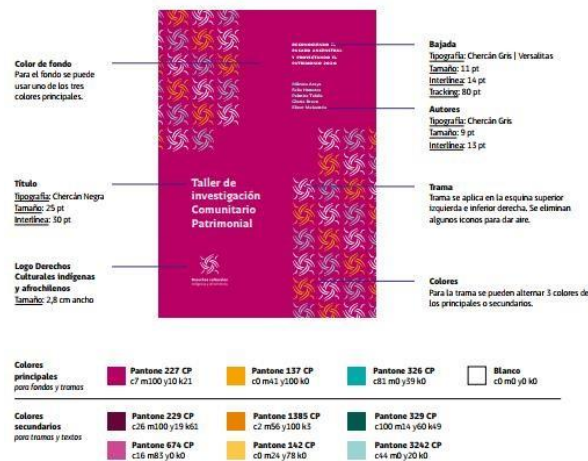 Color de fondo
Para el fondo se puede
usar uno de los tres
colores principales.
Título
Tipografía: Chercán Negra
Tamaño: 25 pt
Interlínea: 30 pt
Logo Derechos
Culturales indígenas
y afrochilenos
Tamaño: 2,8 cm ancho
Taller de
investigación
Comunitario
Patrimonial
Bajada
Tipografía: Chercán Gris | Versalitas
Tamaño: 11 pt
Interlínea: 14 pt
Tracking: 80 pt
Autores
Tipografía: Chercán Gris
Tamaño: 9 pt
Interlínea: 13 pt
Trama
Trama se aplica en la esquina superior
izquierda e inferior derecha. Se eliminan
algunos iconos para dar aire.
Colores
Para la trama se pueden alternar 3 colores de
los principales o secundarios.
Colores
principales
para fondos y tramas
Pantone 227 CP
c7 m100 y10 k21
Pantone 137 CP
c0 m41 y100 k0
Pantone 326 CP
c81 m0 y39 k0
Blanco
c0 m0 y0 k0
Colores
secundarios
para tramas y textos
Pantone 229 CP
c26 m100 y19 k61
Pantone 1385 CP
c2 m56 y100 k3
Pantone 329 CP
c100 m14 y60 k49
Pantone 674 CP
c16 m83 y0 k0
Pantone 142 CP
c0 m24 y78 k0
Pantone 3242 CP
c44 m0 y20 k0